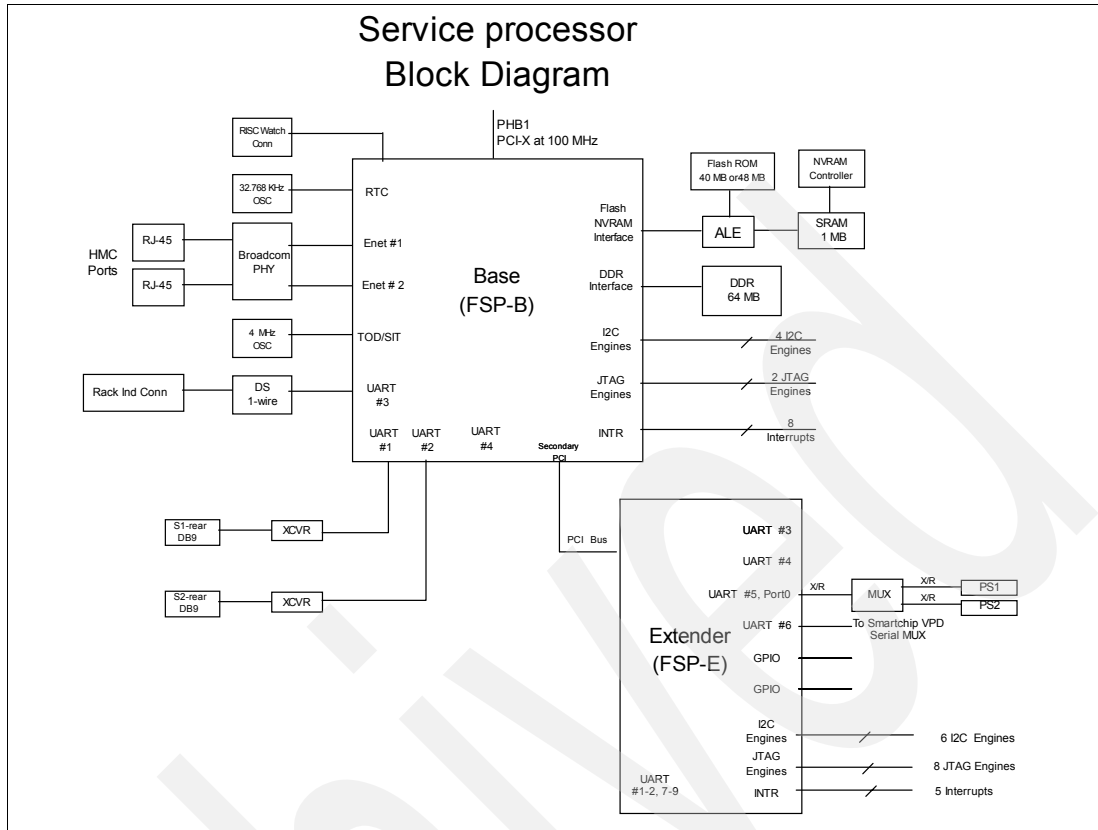 Service processor
Block Diagram
PHB1
PCI-X at 100 MHz
RISC Watch
Conn
32.768 KHz
OSC
RTC
HMC
Ports
RJ-45
RJ-45
Broadcom
PHY
Enet #1
Enet # 2
4 MHz
OSC
TOD/SIT
Rack Ind Conn
DS
1-wire
UART
#3
UART
#1
UART
#2
UART
#4
Secondary
PCI
Base
(FSP-B)
Flash
NVRAM
Interface
DDR
Interface
I2C
Engines
JTAG
Engines
INTR
Flash ROM
40 MB or48 MB
NVRAM
Controller
ALE
SRAM
1 MB
DDR
64 MB
4 I2C
Engines
2 JTAG
Engines
8
Interrupts
S1-rear
DB9
XCVR
S2-rear
DB9
XCVR
PCI Bus
Extender
(FSP-E)
UART #3
UART #4
UART #5, Port0
X/R
MUX
X/R
PS1
X/R
PS2
UART #6
To Smartchip VPD
Serial MUX
GPIO
GPIO
I2C
Engines
6 I2C Engines
JTAG
Engines
8 JTAG Engines
INTR
5 Interrupts
UART
#1-2, 7-9